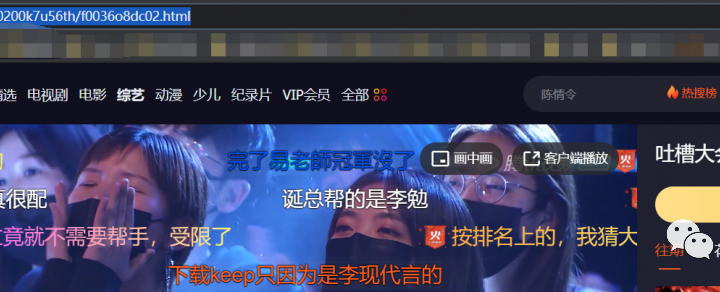 0200k7u56th/f0036o8dc02.html
精选 电视剧 电影 综艺 动漫 少儿 纪录片 VIP会员 全部 陈情令 热搜榜
完了易老師冠軍没了 画中画 客户端播放 火
吐槽大会
真很配 诞总帮的是李勉
竟就不需要帮手，受限了 火 按排名上的，我猜大
往期
下载keep只因为是李现代言的